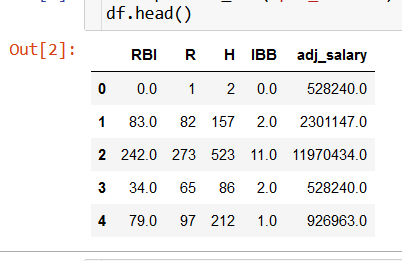 df.head()
Out[2]:
RBI R H IBB adj_salary
0 0.0 1 2 0.0 528240.0
1 83.0 82 157 2.0 2301147.0
2 242.0 273 523 11.0 11970434.0
3 34.0 65 86 2.0 528240.0
4 79.0 97 212 1.0 926963.0